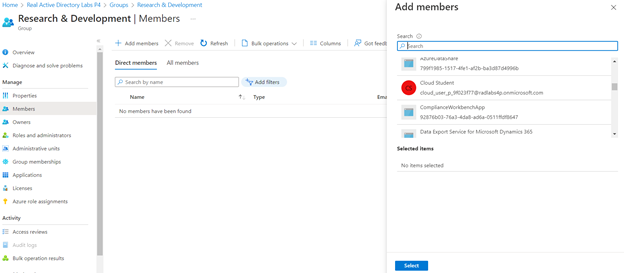 Home > Real Active Directory Labs P4 > Groups > Research & Development
Research & Development | Members ...
Group
«
Overview
Diagnose and solve problems
Manage
Properties
Members
Owners
Roles and administrators
Administrative units
Group memberships
Applications
Licenses
Azure role assignments
Activity
Access reviews
Audit logs
Bulk operation results
Add members
Remove
Refresh
Bulk operations
Columns
Got feedb
Direct members
All members
Search by name
Add filters
Name
Type
Ema
No members have been found
Add members
Search
Search
AzureDatashare
799f1985-1517-4fe1-af2b-ba3d87d4996b
CS
Cloud Student
cloud_user_p_9f023f77@radlabs4p.onmicrosoft.com
ComplianceWorkbenchApp
92876b03-76a3-4da8-ad6a-0511ffdf8647
Data Export Service for Microsoft Dynamics 365
Selected items
No items selected
Select